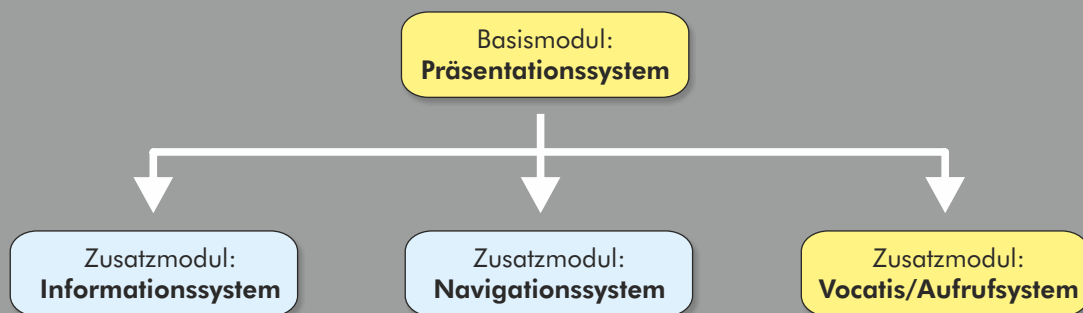 Basismodul:
Präsentationssystem
Zusatzmodul:
Informationssystem
Zusatzmodul:
Navigationssystem
Zusatzmodul:
Vocatis/Aufrufsystem